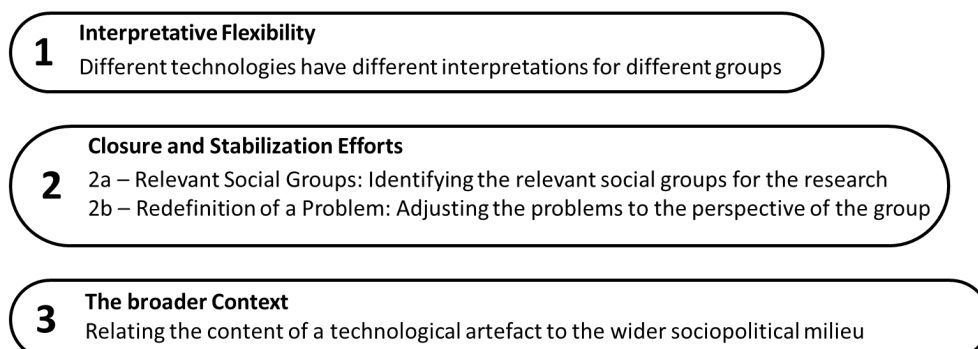 1
Interpretative Flexibility
Different technologies have different interpretations for different groups
2
Closure and Stabilization Efforts
2a – Relevant Social Groups: Identifying the relevant social groups for the research
2b – Redefinition of a Problem: Adjusting the problems to the perspective of the group
3
The broader Context
Relating the content of a technological artefact to the wider sociopolitical milieu